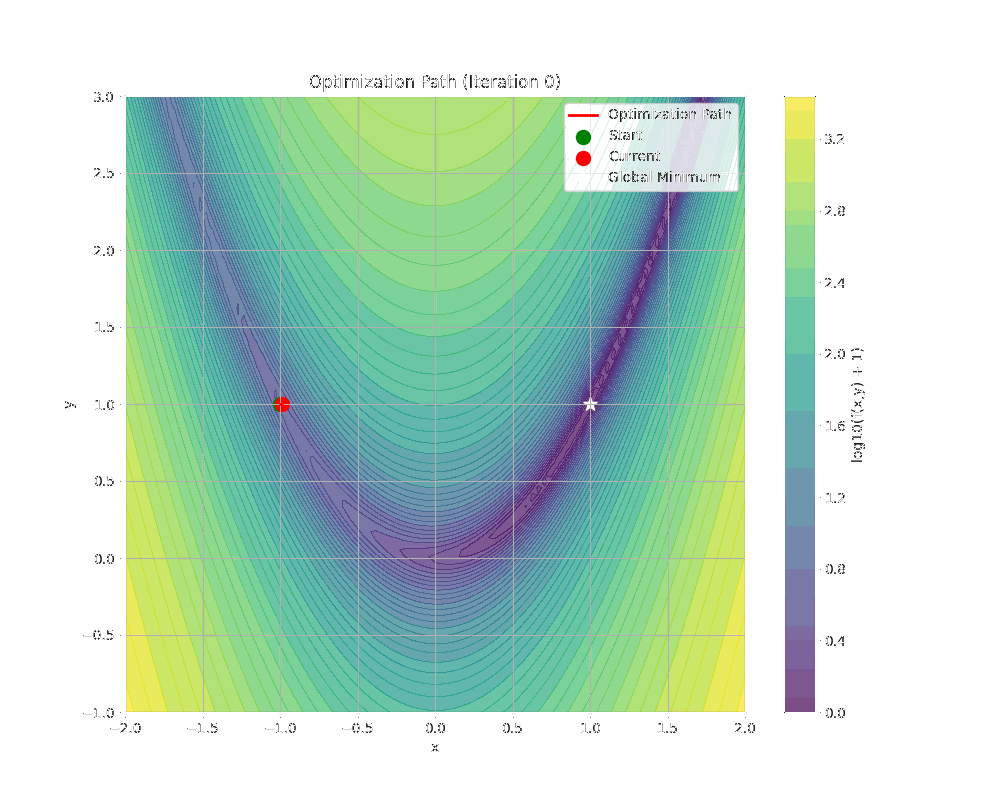 Optimization Path (Iteration 0)
Optimization Path
Start
Current
Global Minimum
3.0
2.5
2.0
1.5
1.0
0.5
0.0
−0.5
−1.0
y
−2.0 −1.5 −1.0 −0.5 0.0 0.5 1.0 1.5 2.0
x
3.2
2.8
2.4
2.0
1.6
1.2
0.8
0.4
0.0
log10(f(x,y) + 1)